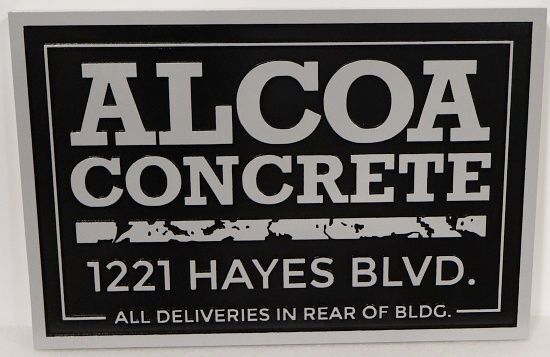 ALCOA
CONCRETE
1221 HAYES BLVD.
ALL DELIVERIES IN REAR OF BLDG.